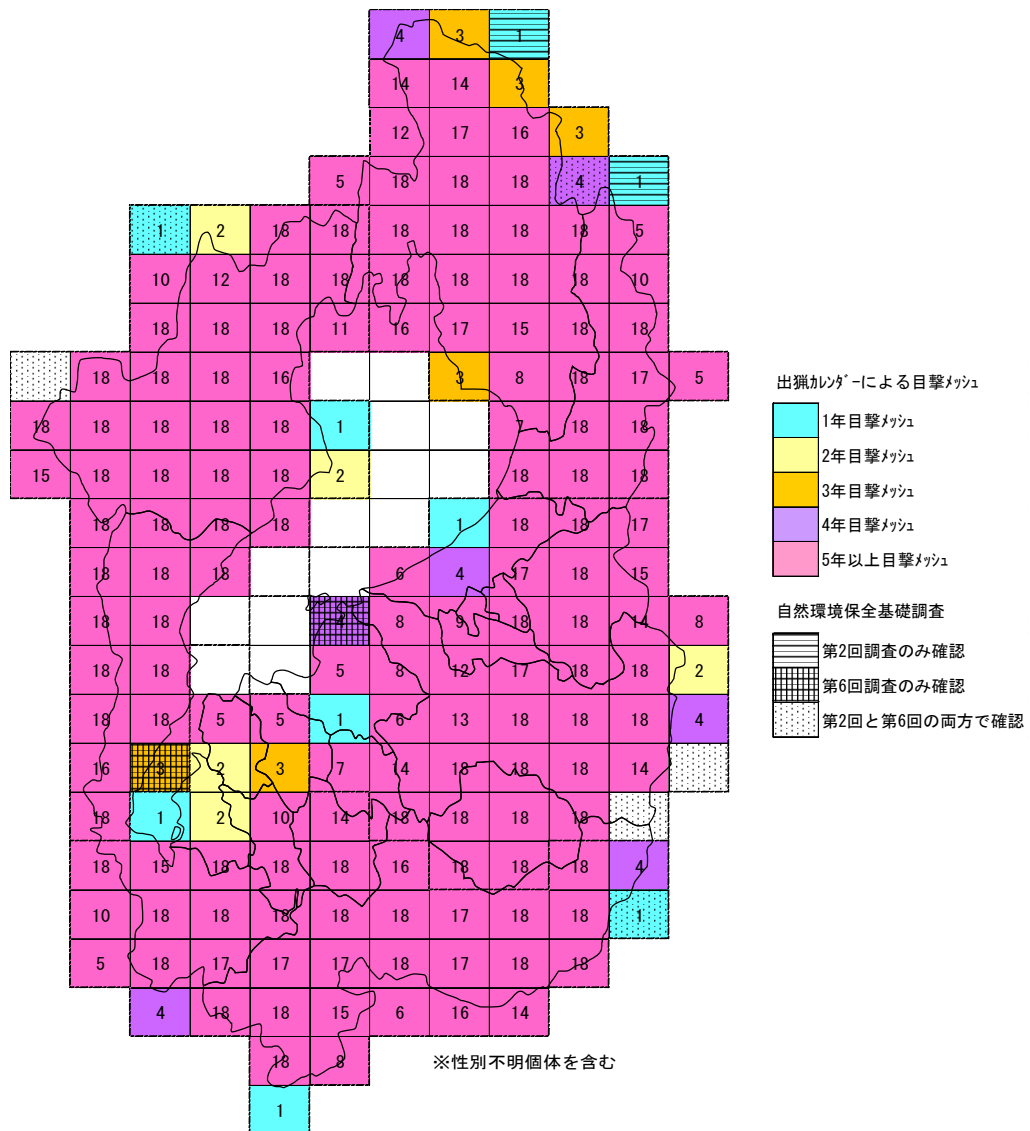 4 3 1
14 14 3
12 17 16 3
5 18 18 18 4 1
1 2 18 18 18 18 18 18 5
10 12 18 18 18 18 18 18 10
18 18 18 11 16 17 15 18 18
18 18 18 16 3 8 18 17 5
18 18 18 18 18 1 7 18 18
15 18 18 18 18 2 18 18 18
18 18 18 18 1 18 18 17
18 18 18 6 4 17 18 15
18 18 4 8 9 18 18 14 8
18 18 5 8 12 17 18 18 2
18 18 5 5 1 6 13 18 18 18 4
16 3 2 3 7 14 18 18 18 14
18 1 2 10 14 18 18 18 18
18 15 18 18 18 16 18 18 18 4
10 18 18 18 18 18 17 18 18 1
5 18 17 17 17 18 17 18 18
4 18 18 15 6 16 14
18 8
1
※性別不明個体を含む
出猟ｶﾚﾝﾀﾞｰによる目撃ﾒｯｼｭ
1年目撃ﾒｯｼｭ
2年目撃ﾒｯｼｭ
3年目撃ﾒｯｼｭ
4年目撃ﾒｯｼｭ
5年以上目撃ﾒｯｼｭ
自然環境保全基礎調査
第2回調査のみ確認
第6回調査のみ確認
第2回と第6回の両方で確認